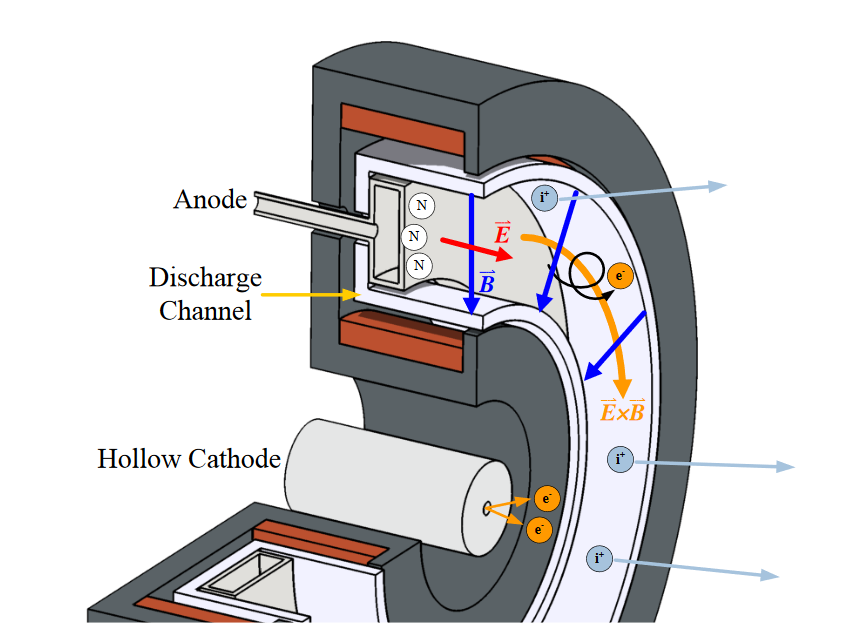 Anode
N
N
N
E
B
i⁺
e⁻
Discharge
Channel
E×B
Hollow Cathode
i⁺
e⁻
e⁻
i⁺